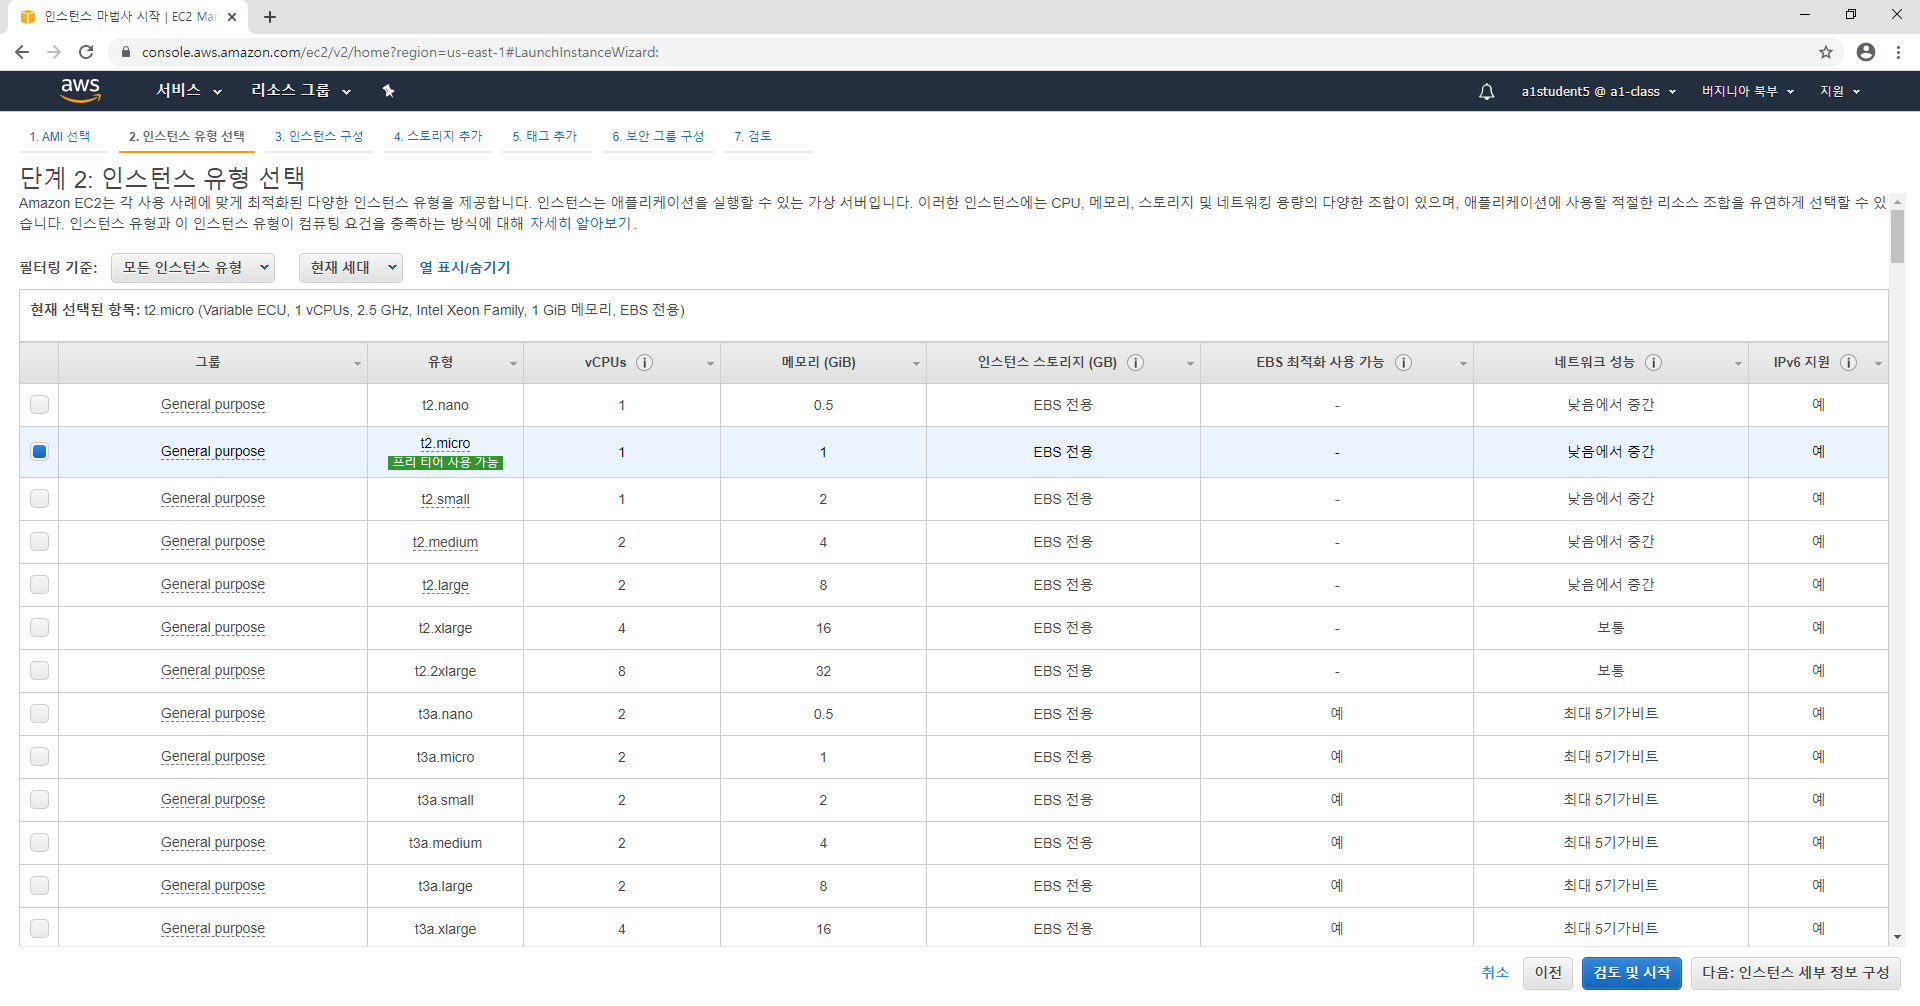 인스턴스 마법사 시작 | EC2 Mar
console.aws.amazon.com/ec2/v2/home?region=us-east-1#LaunchInstanceWizard:
aws 서비스 리소스 그룹 a1student5 @ a1-class 버지니아 북부 지원
1. AMI 선택 2. 인스턴스 유형 선택 3. 인스턴스 구성 4. 스토리지 추가 5. 태그 추가 6. 보안 그룹 구성 7. 검토
단계 2: 인스턴스 유형 선택
Amazon EC2는 각 사용 사례에 맞게 최적화된 다양한 인스턴스 유형을 제공합니다. 인스턴스는 애플리케이션을 실행할 수 있는 가상 서버입니다. 이러한 인스턴스에는 CPU, 메모리, 스토리지 및 네트워킹 용량의 다양한 조합이 있으며, 애플리케이션에 사용할 적절한 리소스 조합을 유연하게 선택할 수 있
습니다. 인스턴스 유형과 이 인스턴스 유형이 컴퓨팅 요건을 충족하는 방식에 대해 자세히 알아보기.
필터링 기준: 모든 인스턴스 유형 현재 세대 열 표시/숨기기
현재 선택된 항목: t2.micro (Variable ECU, 1 vCPUs, 2.5 GHz, Intel Xeon Family, 1 GiB 메모리, EBS 전용)
그룹 유형 vCPUs 메모리 (GiB) 인스턴스 스토리지 (GB) EBS 최적화 사용 가능 네트워크 성능 IPv6 지원
General purpose t2.nano 1 0.5 EBS 전용 - 낮음에서 중간 예
General purpose t2.micro 1 1 EBS 전용 - 낮음에서 중간 예
프리 티어 사용 가능
General purpose t2.small 1 2 EBS 전용 - 낮음에서 중간 예
General purpose t2.medium 2 4 EBS 전용 - 낮음에서 중간 예
General purpose t2.large 2 8 EBS 전용 - 낮음에서 중간 예
General purpose t2.xlarge 4 16 EBS 전용 - 보통 예
General purpose t2.2xlarge 8 32 EBS 전용 - 보통 예
General purpose t3a.nano 2 0.5 EBS 전용 예 최대 5기가비트 예
General purpose t3a.micro 2 1 EBS 전용 예 최대 5기가비트 예
General purpose t3a.small 2 2 EBS 전용 예 최대 5기가비트 예
General purpose t3a.medium 2 4 EBS 전용 예 최대 5기가비트 예
General purpose t3a.large 2 8 EBS 전용 예 최대 5기가비트 예
General purpose t3a.xlarge 4 16 EBS 전용 예 최대 5기가비트 예
취소 이전 검토 및 시작 다음: 인스턴스 세부 정보 구성